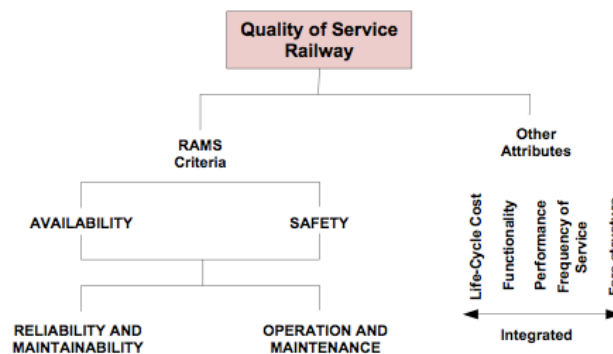 Quality of Service
Railway
RAMS
Criteria
Other
Attributes
AVAILABILITY
SAFETY
Life-Cycle Cost
Functionality
Performance
Frequency of
Service
RELIABILITY AND
MAINTAINABILITY
OPERATION AND
MAINTENANCE
Integrated